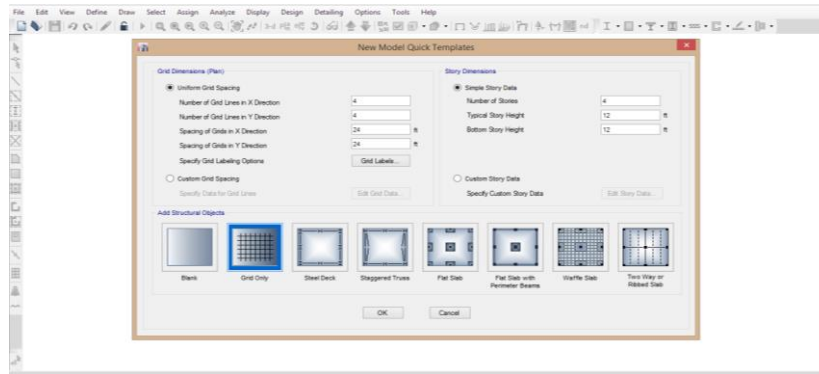 File Edit View Define Draw Select Assign Analyze Display Design Detailing Options Tools Help
New Model Quick Templates
Grid Dimensions (Plan)
Uniform Grid Spacing
Number of Grid Lines in X Direction 4
Number of Grid Lines in Y Direction 4
Spacing of Grids in X Direction 24 ft
Spacing of Grids in Y Direction 24 ft
Specify Grid Labeling Options Grid Labels...
Custom Grid Spacing
Specify Data for Grid Lines Edit Grid Data...
Story Dimensions
Simple Story Data
Number of Stories 4
Typical Story Height 12 ft
Bottom Story Height 12 ft
Custom Story Data
Specify Custom Story Data Edit Story Data...
Add Structural Objects
Blank Grid Only Steel Deck Staggered Truss Flat Slab Flat Slab with Perimeter Beams Waffle Slab Two Way or Ribbed Slab
OK Cancel